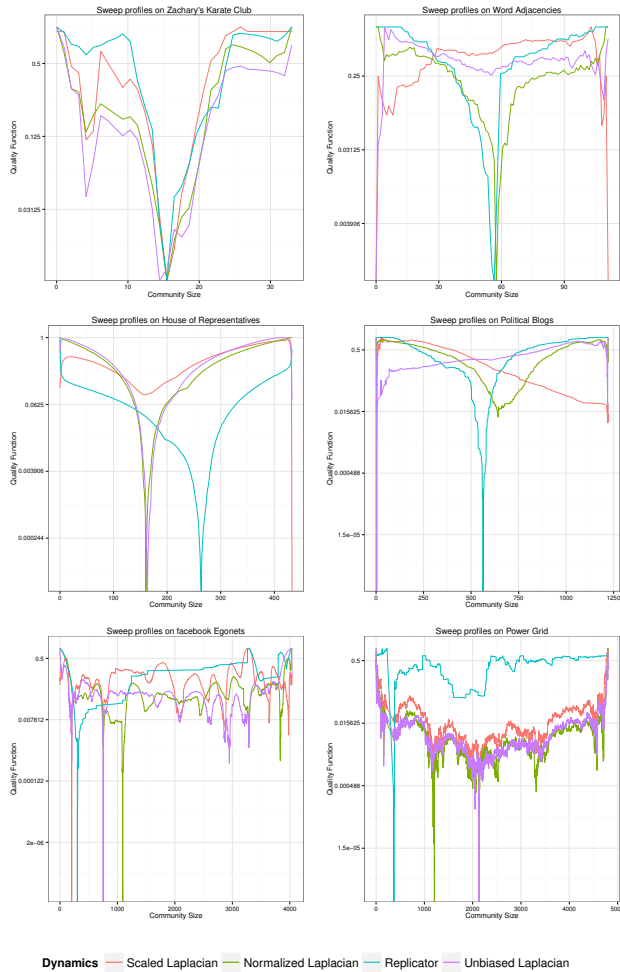 Sweep profiles on Zachary's Karate Club
Quality Function
0.5
0.125
0.03125
0
10
20
30
Community Size
Sweep profiles on Word Adjacencies
Quality Function
0.25
0.03125
0.003906
0
30
60
90
Community Size
Sweep profiles on House of Representatives
Quality Function
1
0.0625
0.003906
0.000244
0
100
200
300
400
Community Size
Sweep profiles on Political Blogs
Quality Function
0.5
0.015625
0.000488
1.5e-05
0
250
500
750
1000
1250
Community Size
Sweep profiles on facebook Egonets
Quality Function
0.5
0.007812
0.000122
2e-06
0
1000
2000
3000
4000
Community Size
Sweep profiles on Power Grid
Quality Function
0.5
0.015625
0.000488
1.5e-05
0
1000
2000
3000
4000
5000
Community Size
Dynamics Scaled Laplacian Normalized Laplacian Replicator Unbiased Laplacian